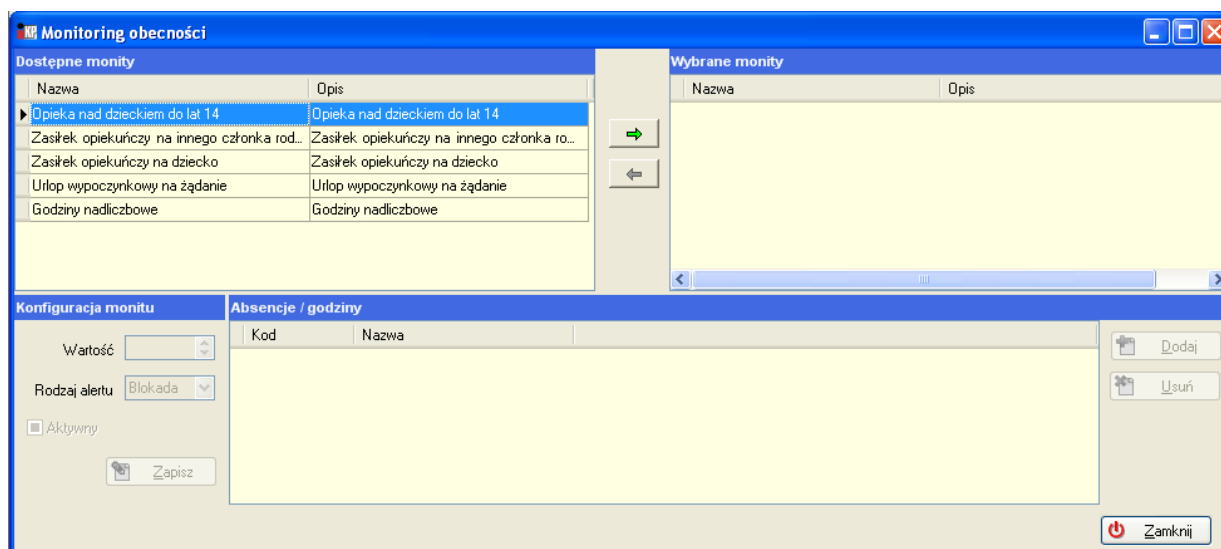 KP Monitoring obecności
Dostępne monity
Wybrane monity
Nazwa Opis
Nazwa Opis
Opieka nad dzieckiem do lat 14 Opieka nad dzieckiem do lat 14
Zasiłek opiekuńczy na innego członka rod... Zasiłek opiekuńczy na innego członka ro...
Zasiłek opiekuńczy na dziecko Zasiłek opiekuńczy na dziecko
Urlop wypoczynkowy na żądanie Urlop wypoczynkowy na żądanie
Godziny nadliczbowe Godziny nadliczbowe
Konfiguracja monitu
Absencje / godziny
Kod Nazwa
Wartość
Rodzaj alertu Blokada
Aktywny
Zapisz
Dodaj
Usuń
Zamknij